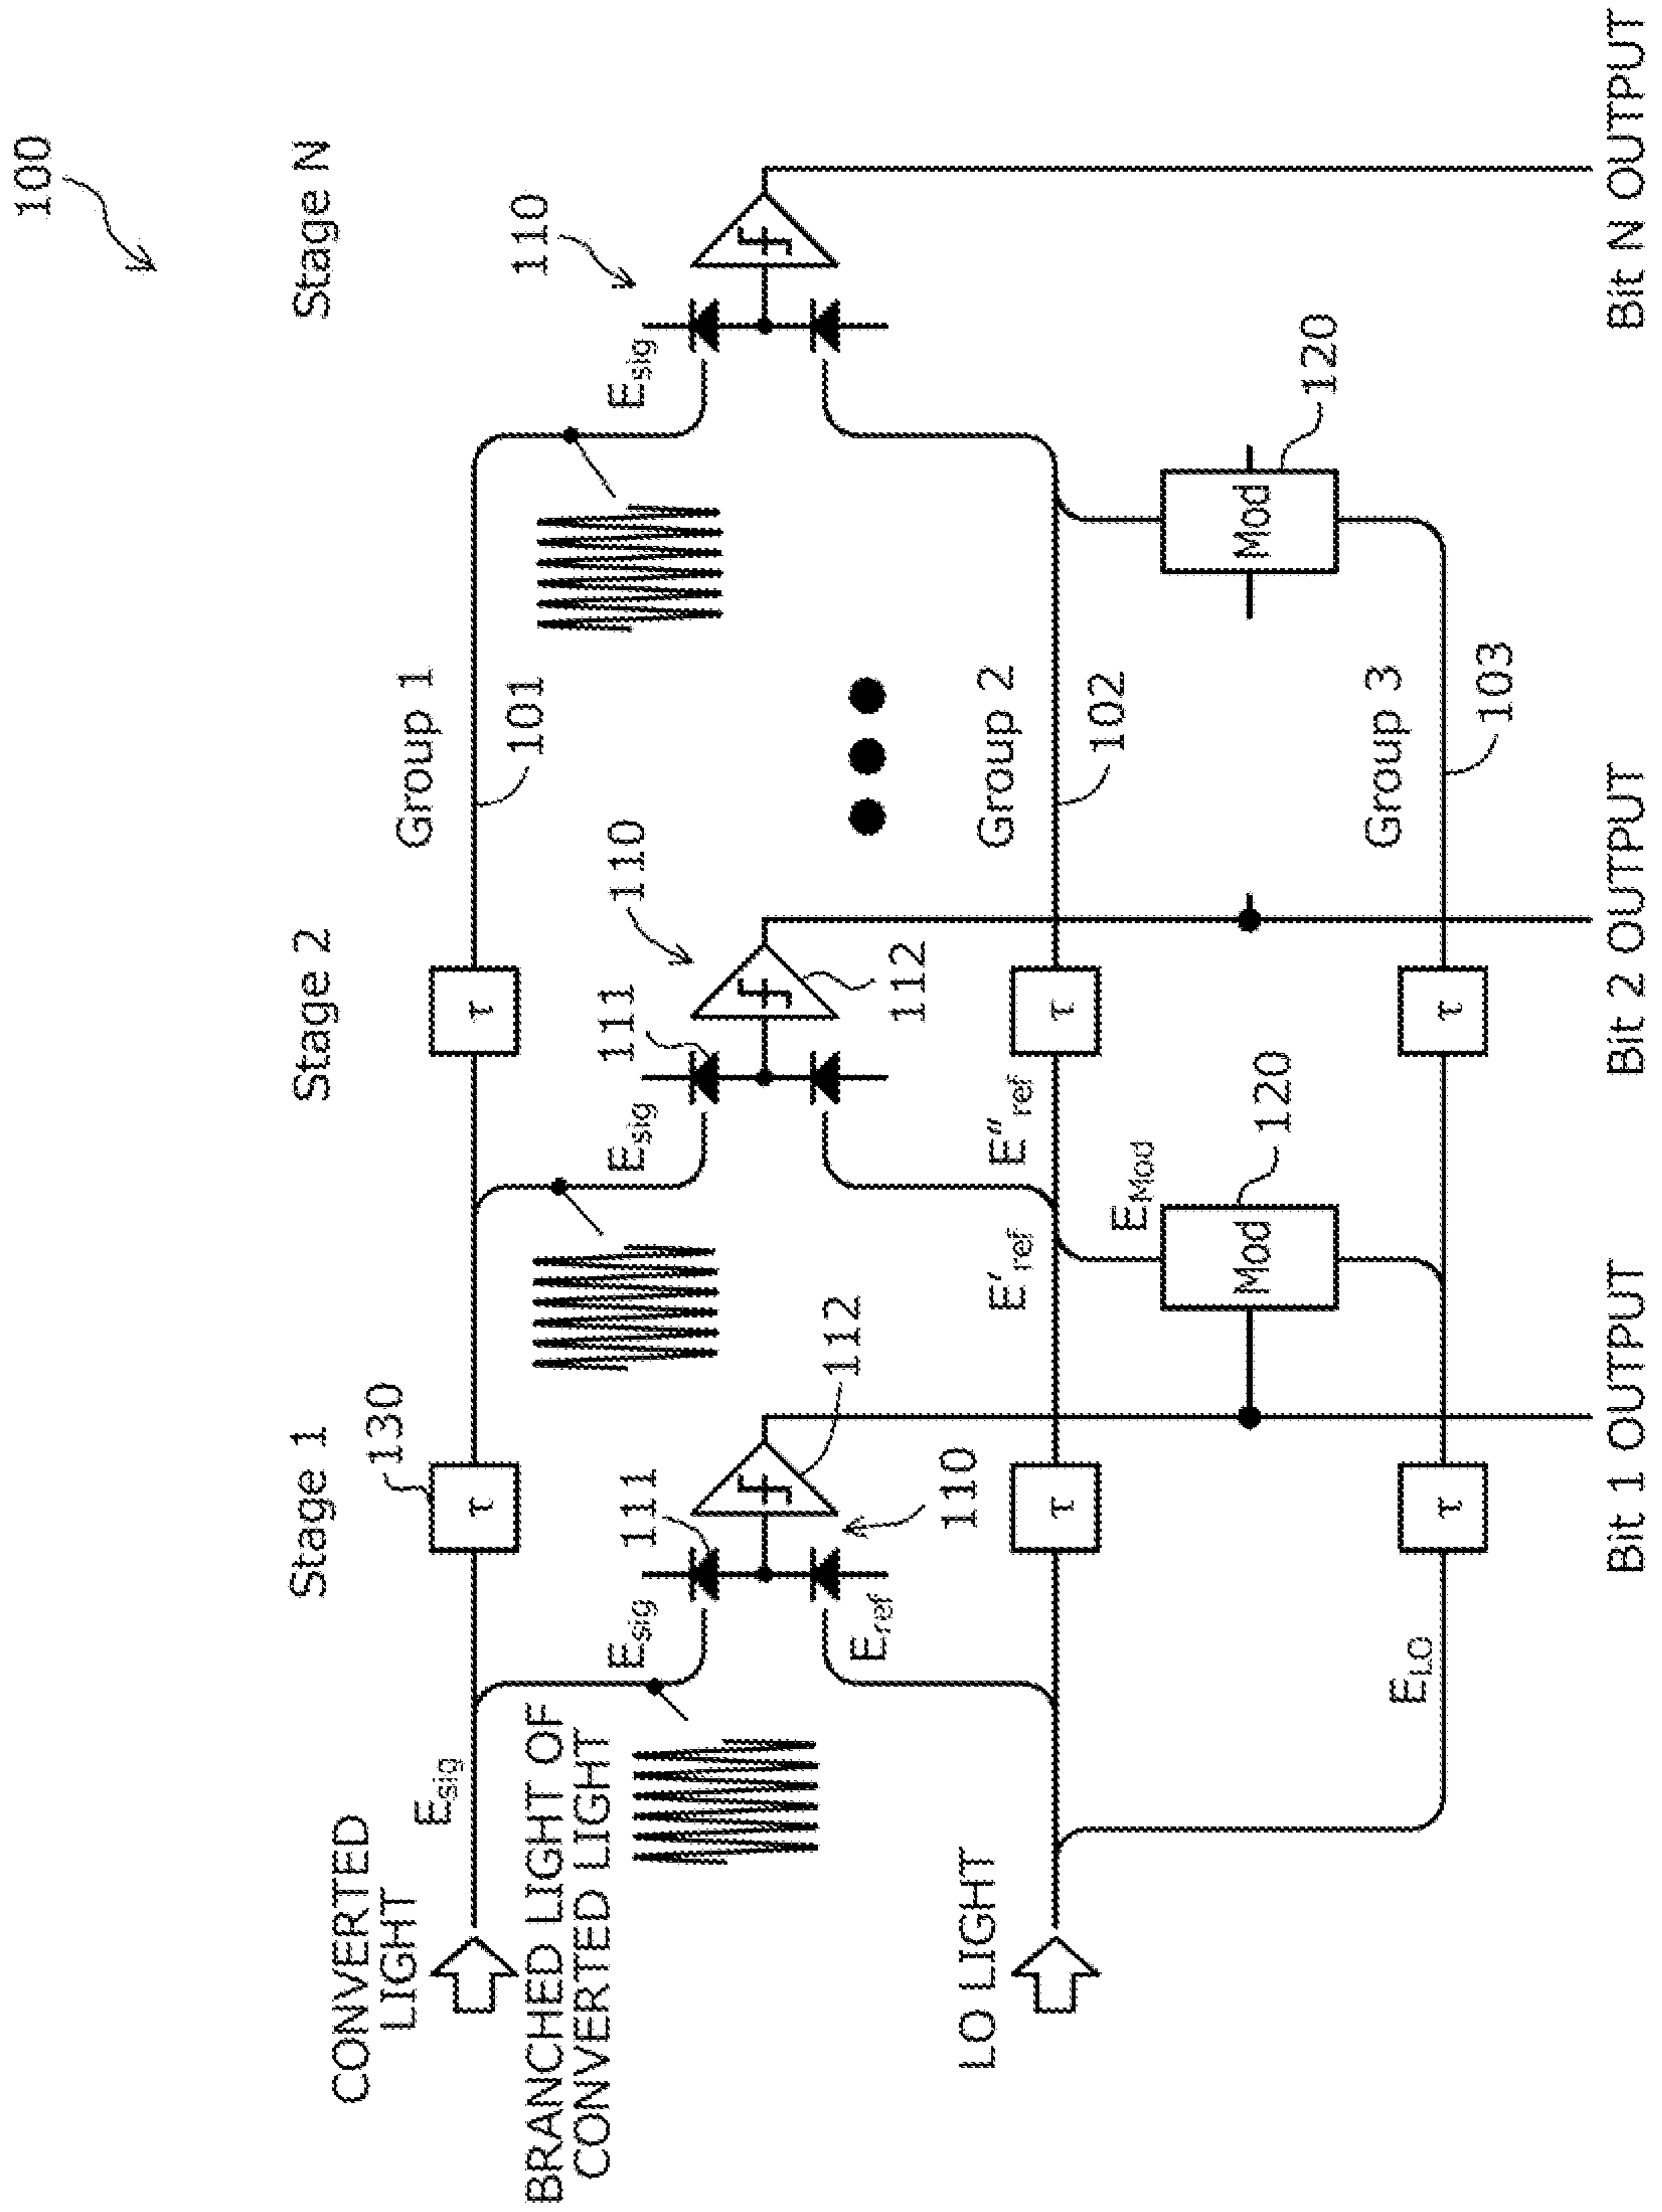 100
Stage 1
Stage 2
Stage N
CONVERTED
LIGHT
E_sig
130
τ
τ
Group 1
101
BRANCHED LIGHT OF
CONVERTED LIGHT
E_sig
111
112
E_ref
110
E_sig
111
110
112
E_sig
110
LO LIGHT
τ
E'_ref
E"_ref
τ
Group 2
102
E_Mod
Mod
120
Mod
120
E_LO
τ
τ
Group 3
103
Bit 1 OUTPUT
Bit 2 OUTPUT
Bit N OUTPUT